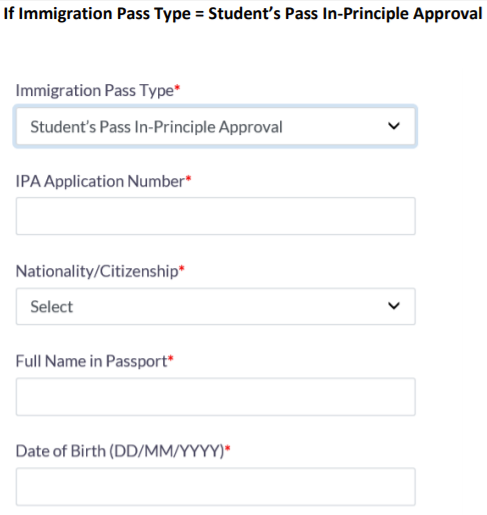 If Immigration Pass Type = Student’s Pass In-Principle Approval
Immigration Pass Type*
Student’s Pass In-Principle Approval
IPA Application Number*
Nationality/Citizenship*
Select
Full Name in Passport*
Date of Birth (DD/MM/YYYY)*